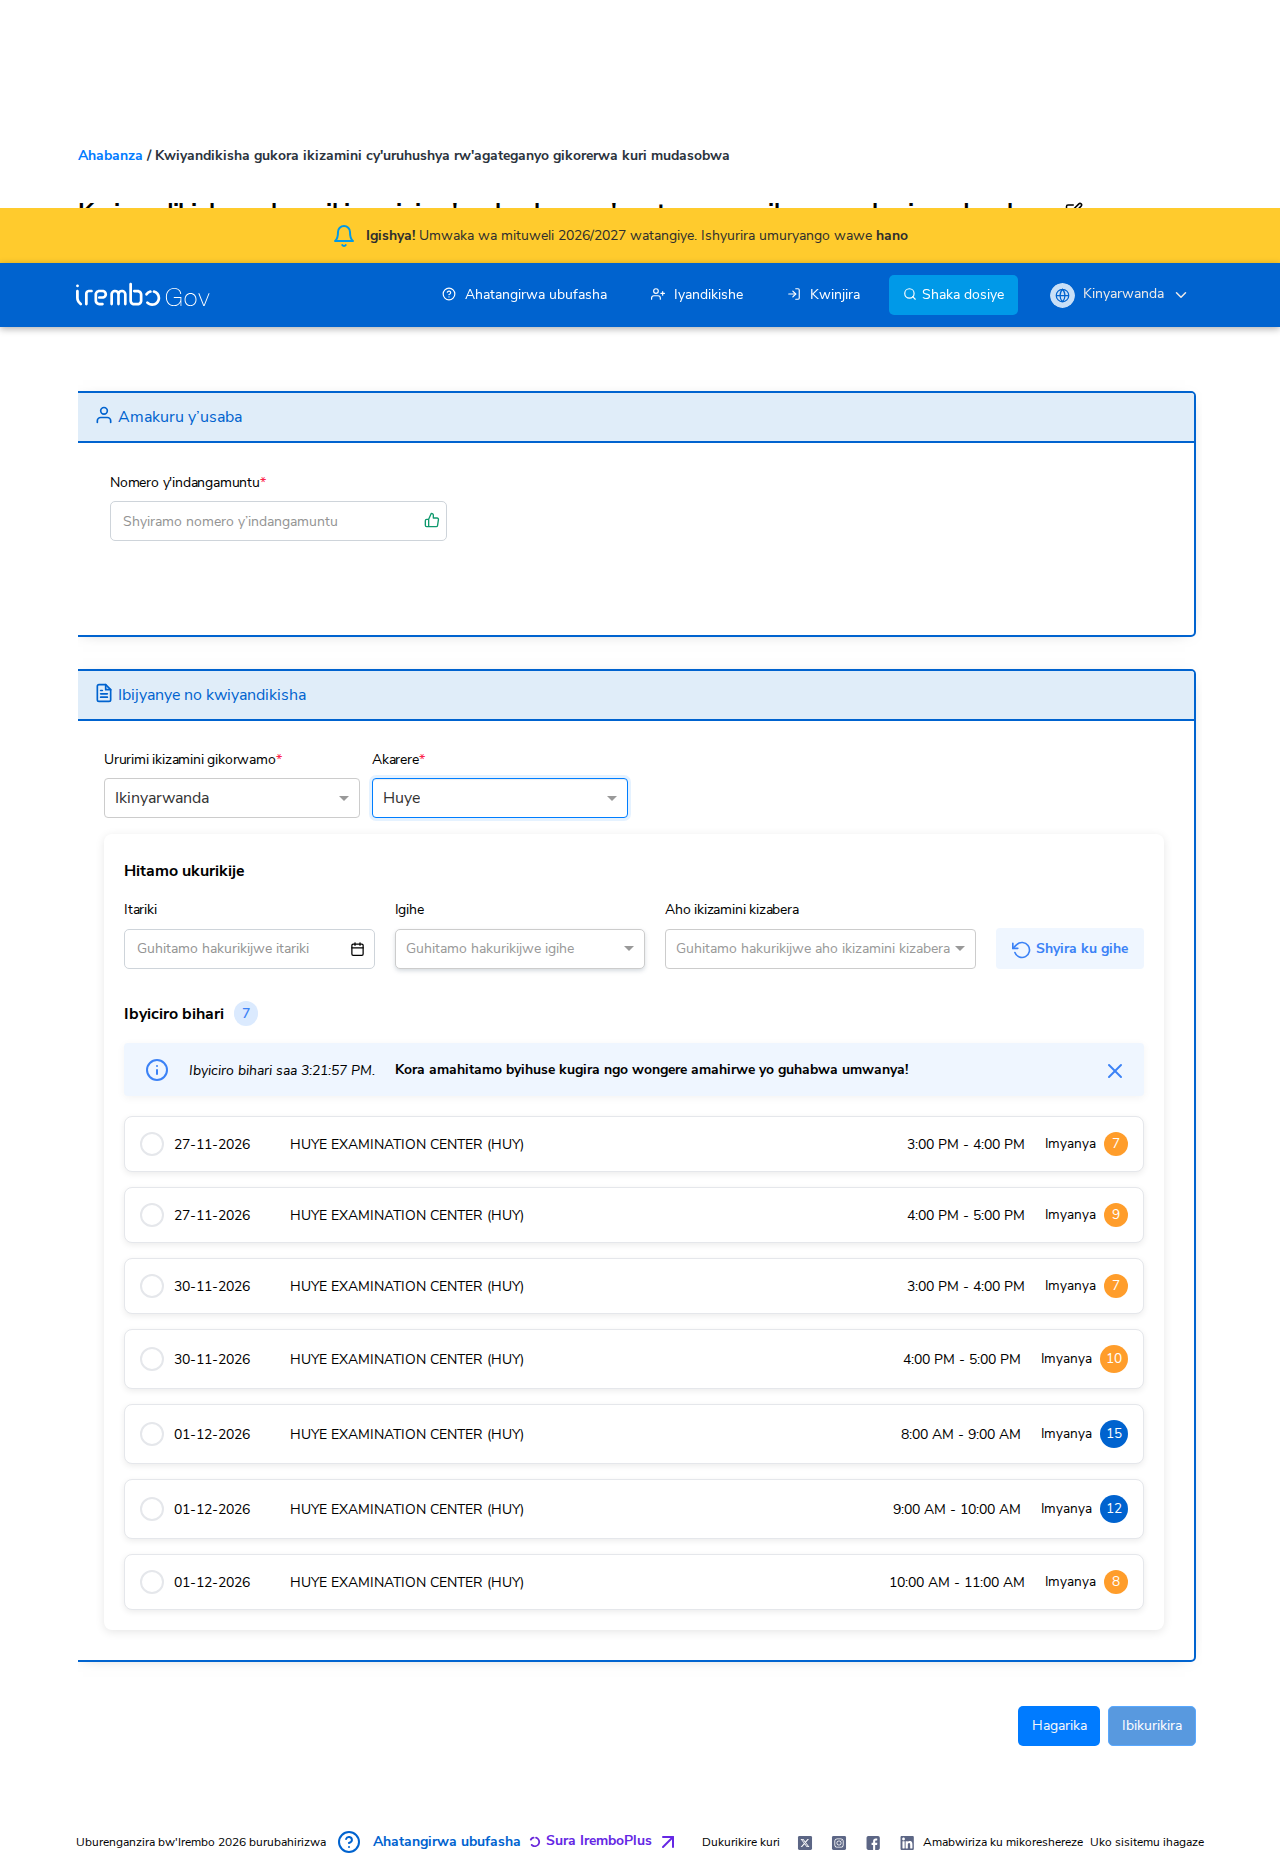 Ahabanza / Kwiyandikisha gukora ikizamini cy'uruhushya rw'agateganyo gikorerwa kuri mudasobwa
Igishya! Umwaka wa mituweli 2026/2027 watangiye. Ishyurira umuryango wawe hano
irembo Gov
Ahatangirwa ubufasha
Iyandikishe
Kwinjira
Shaka dosiye
Kinyarwanda
Amakuru y’usaba
Nomero y'indangamuntu*
Shyiramo nomero y’indangamuntu
Ibijyanye no kwiyandikisha
Ururimi ikizamini gikorwamo* Akarere*
Ikinyarwanda Huye
Hitamo ukurikije
Itariki Igihe Aho ikizamini kizabera
Guhitamo hakurikijwe itariki Guhitamo hakurikijwe igihe Guhitamo hakurikijwe aho ikizamini kizabera Shyira ku gihe
Ibyiciro bihari 7
Ibyiciro bihari saa 3:21:57 PM. Kora amahitamo byihuse kugira ngo wongere amahirwe yo guhabwa umwanya!
27-11-2026 HUYE EXAMINATION CENTER (HUY) 3:00 PM - 4:00 PM Imyanya 7
27-11-2026 HUYE EXAMINATION CENTER (HUY) 4:00 PM - 5:00 PM Imyanya 9
30-11-2026 HUYE EXAMINATION CENTER (HUY) 3:00 PM - 4:00 PM Imyanya 7
30-11-2026 HUYE EXAMINATION CENTER (HUY) 4:00 PM - 5:00 PM Imyanya 10
01-12-2026 HUYE EXAMINATION CENTER (HUY) 8:00 AM - 9:00 AM Imyanya 15
01-12-2026 HUYE EXAMINATION CENTER (HUY) 9:00 AM - 10:00 AM Imyanya 12
01-12-2026 HUYE EXAMINATION CENTER (HUY) 10:00 AM - 11:00 AM Imyanya 8
Hagarika Ibikurikira
Uburenganzira bw'Irembo 2026 burubahirizwa Ahatangirwa ubufasha Sura IremboPlus Dukurikire kuri Amabwiriza ku mikoreshereze Uko sisitemu ihagaze